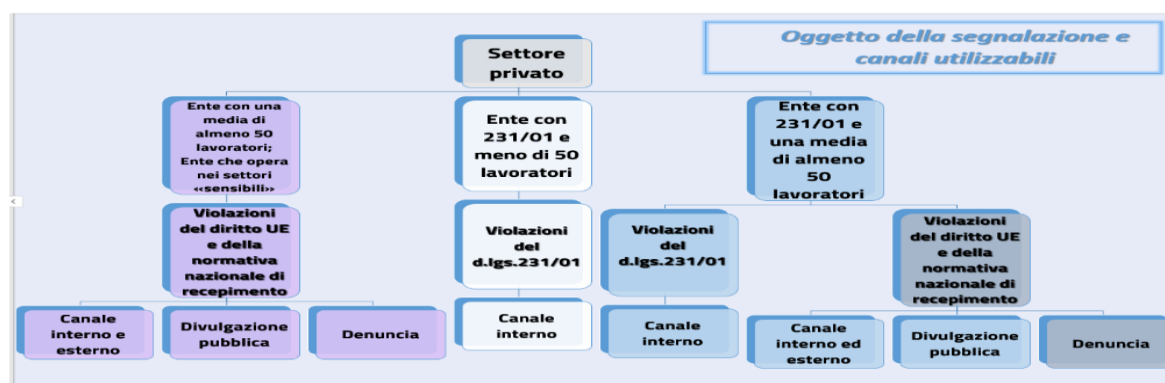 Oggetto della segnalazione e
canali utilizzabili
Settore
privato
Ente con una
media di
almeno 50
lavoratori;
Ente che opera
nei settori
«sensibili»
Ente con
231/01 e
meno di 50
lavoratori
Ente con
231/01 e
una media
di almeno
50
lavoratori
Violazioni
del diritto UE
e della
normativa
nazionale di
recepimento
Violazioni
del
d.lgs.231/01
Violazioni
del
d.lgs.231/01
Violazioni
del diritto UE
e della
normativa
nazionale di
recepimento
Canale
interno e
esterno
Divulgazione
pubblica
Denuncia
Canale
interno
Canale
interno
Canale
interno ed
esterno
Divulgazione
pubblica
Denuncia